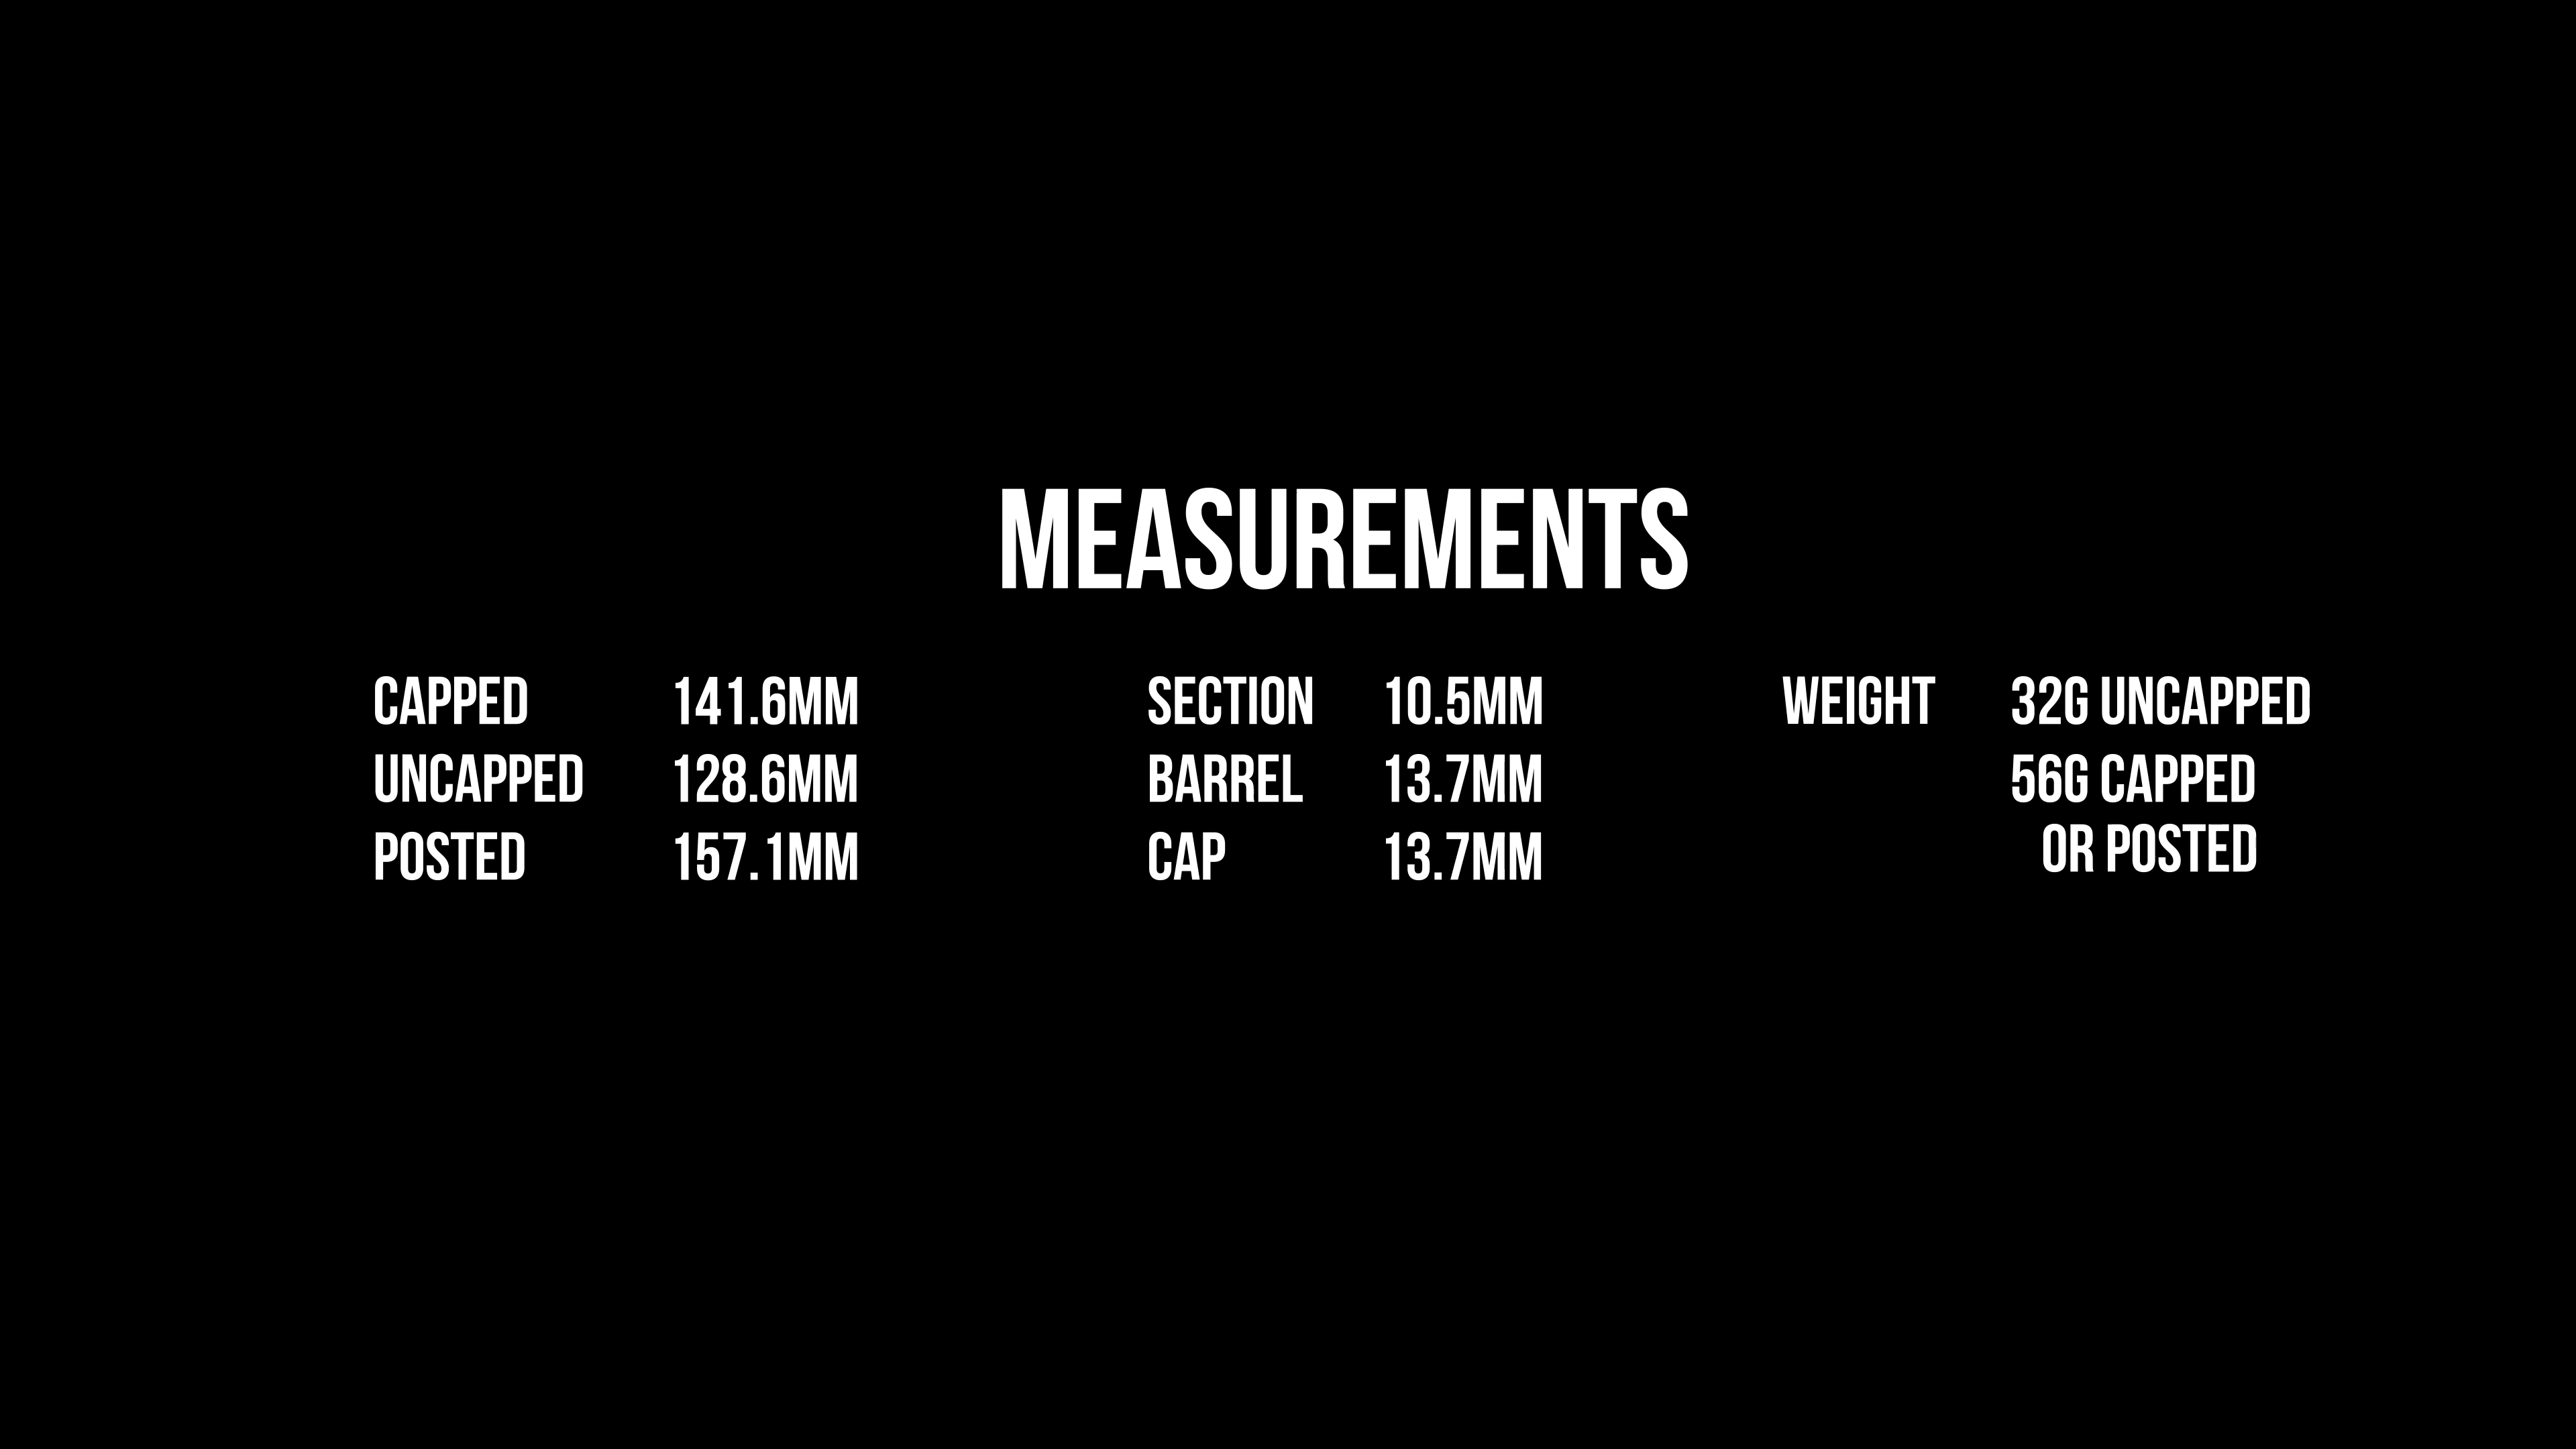 MEASUREMENTS
CAPPED 141.6MM
UNCAPPED 128.6MM
POSTED 157.1MM
SECTION 10.5MM
BARREL 13.7MM
CAP 13.7MM
WEIGHT 32G UNCAPPED
56G CAPPED
OR POSTED